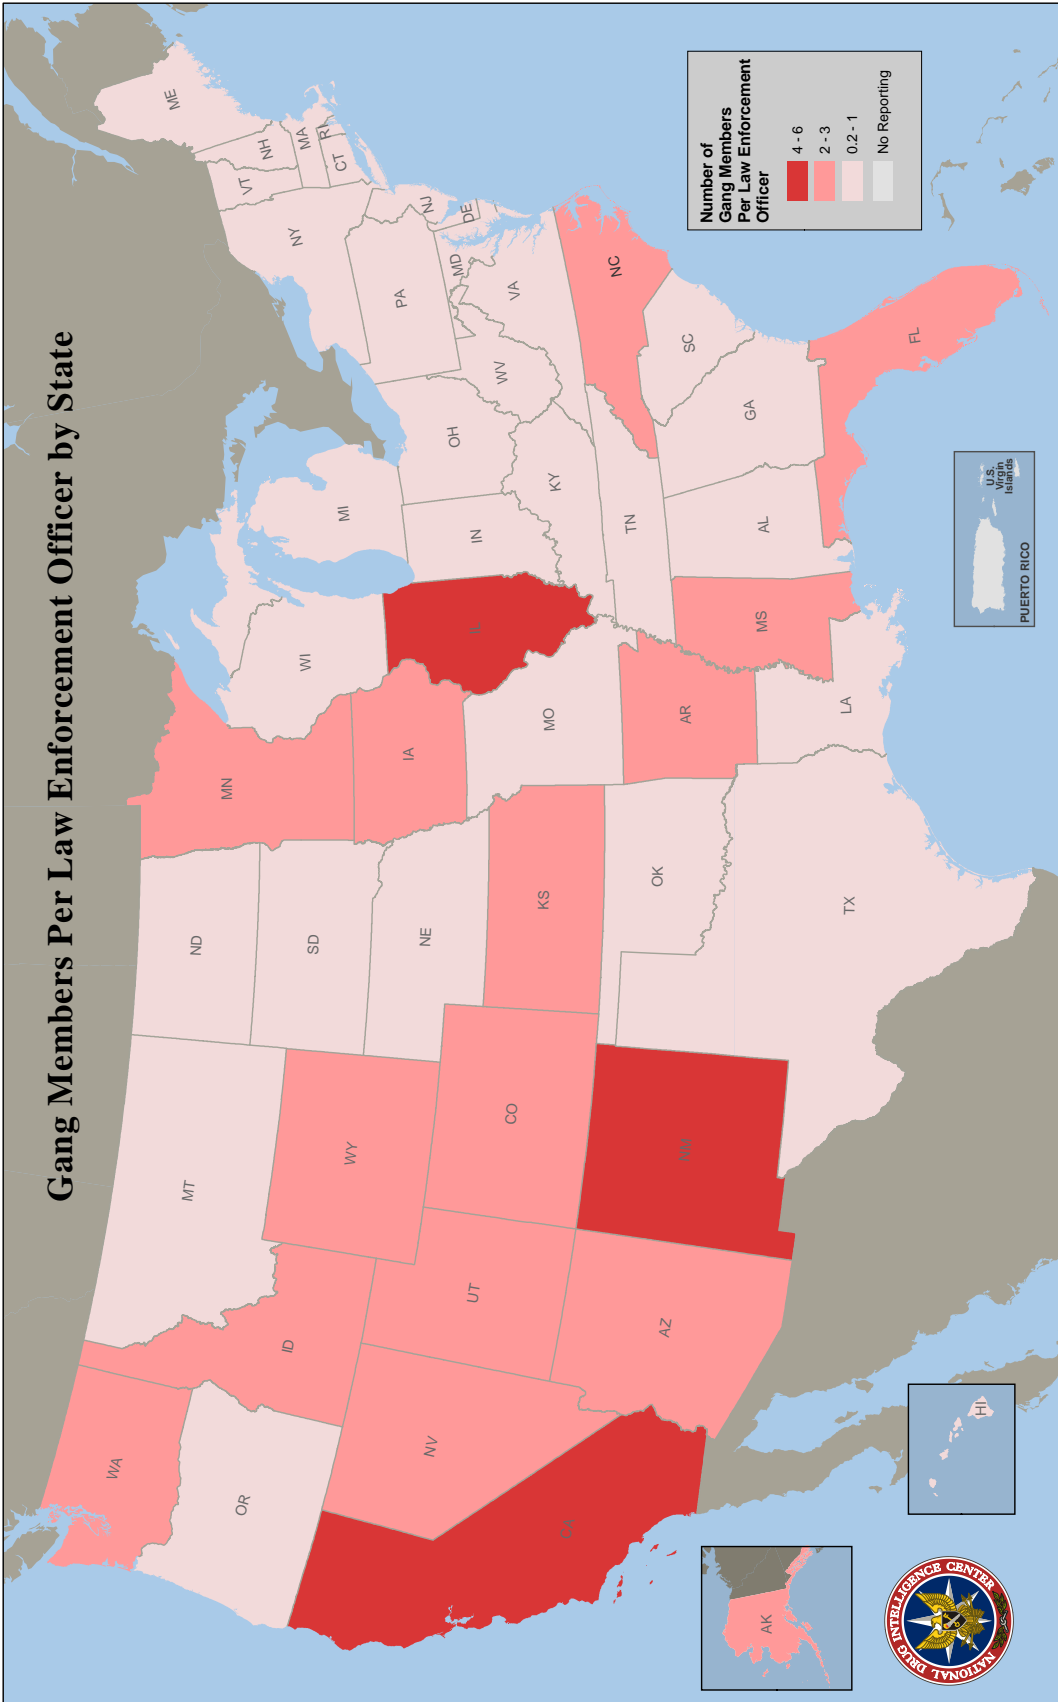 Gang Members Per Law Enforcement Officer by State
WA
OR
CA
NV
ID
MT
WY
UT
AZ
CO
NM
ND
SD
NE
KS
OK
TX
MN
IA
MO
AR
LA
WI
IL
MS
MI
IN
KY
TN
AL
OH
WV
GA
SC
NC
FL
PA
NY
VA
MD
DE
NJ
VT
NH
MA
CT
RI
ME
AK
HI
PUERTO RICO
U.S.
Virgin
Islands
Number of
Gang Members
Per Law Enforcement
Officer
4 - 6
2 - 3
0.2 - 1
No Reporting
NATIONAL DRUG INTELLIGENCE CENTER